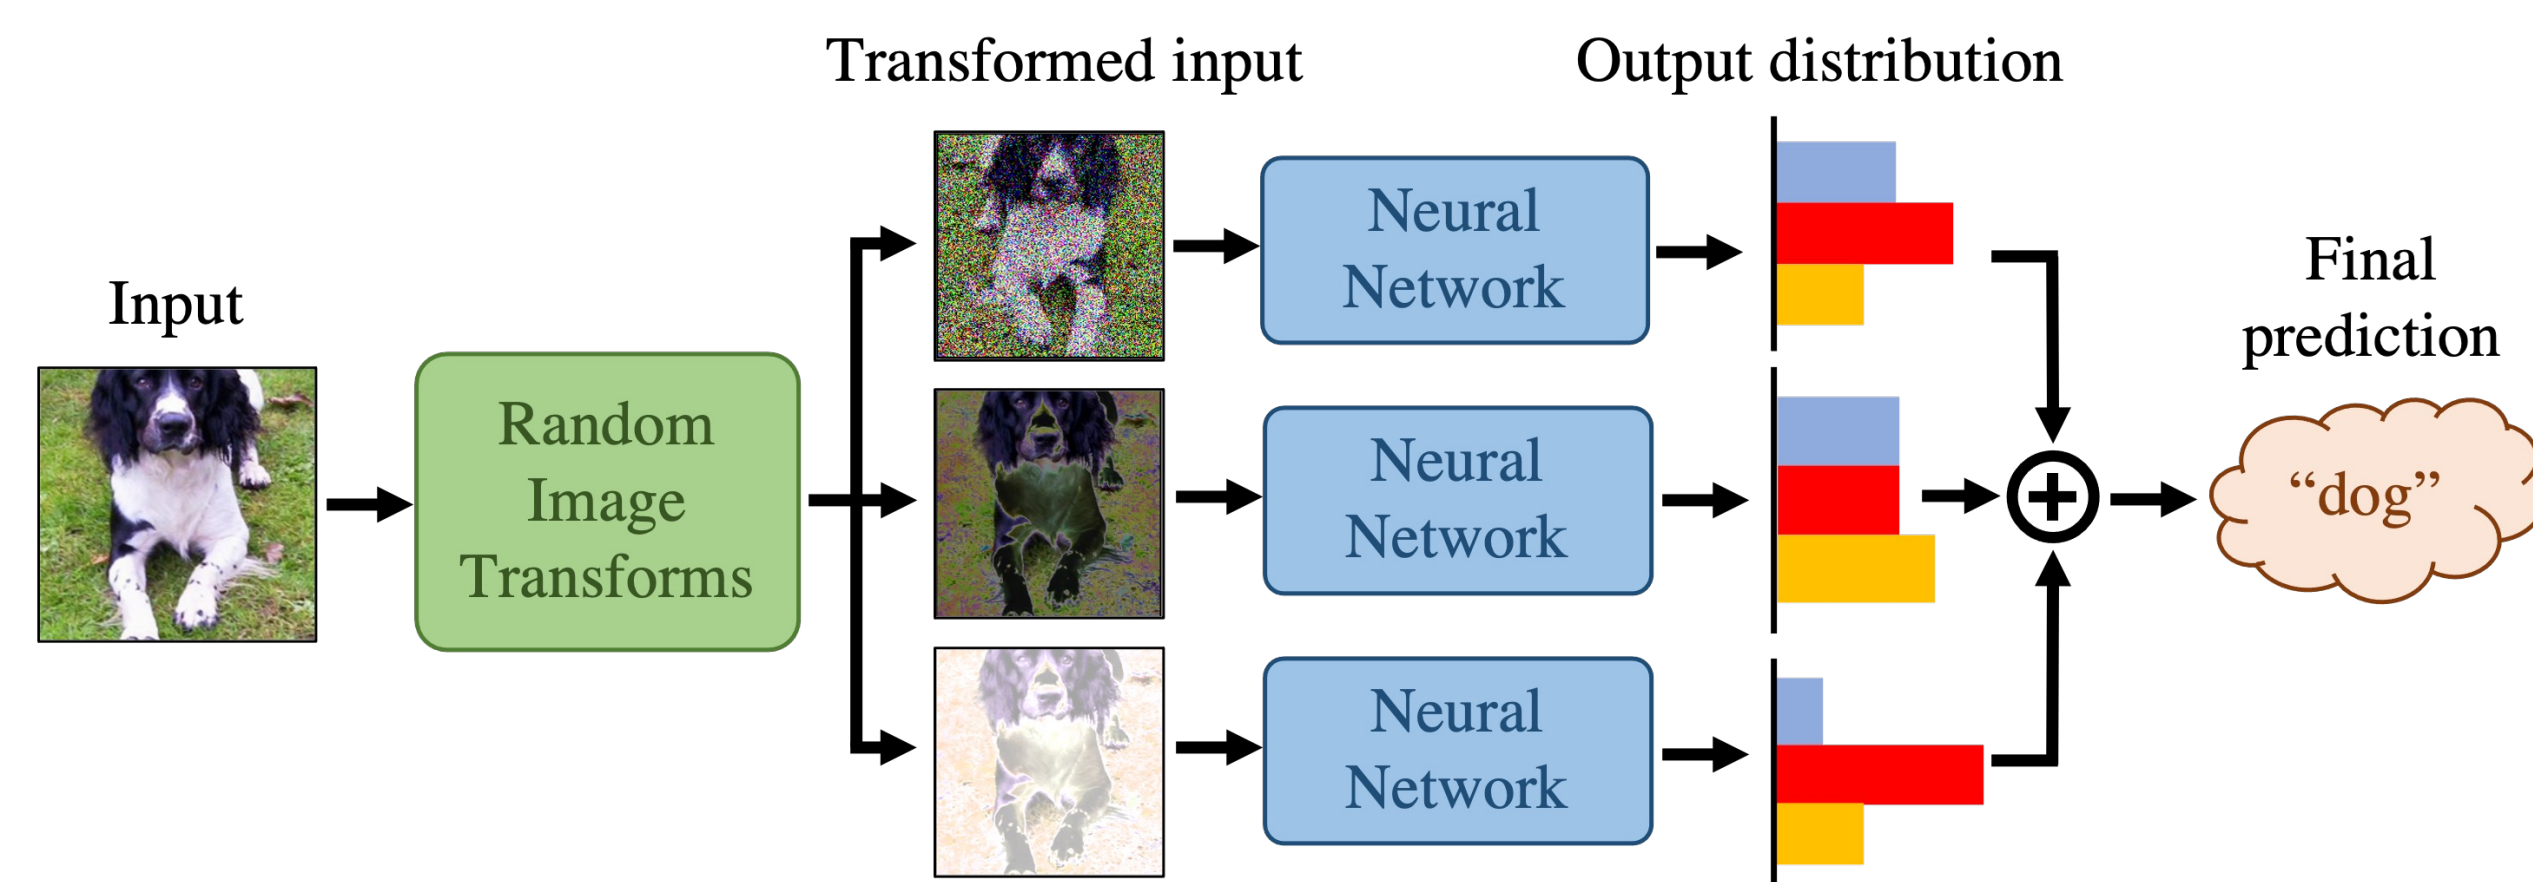 Transformed input
Output distribution
Input
Random
Image
Transforms
Neural
Network
Neural
Network
Neural
Network
Final
prediction
“dog”